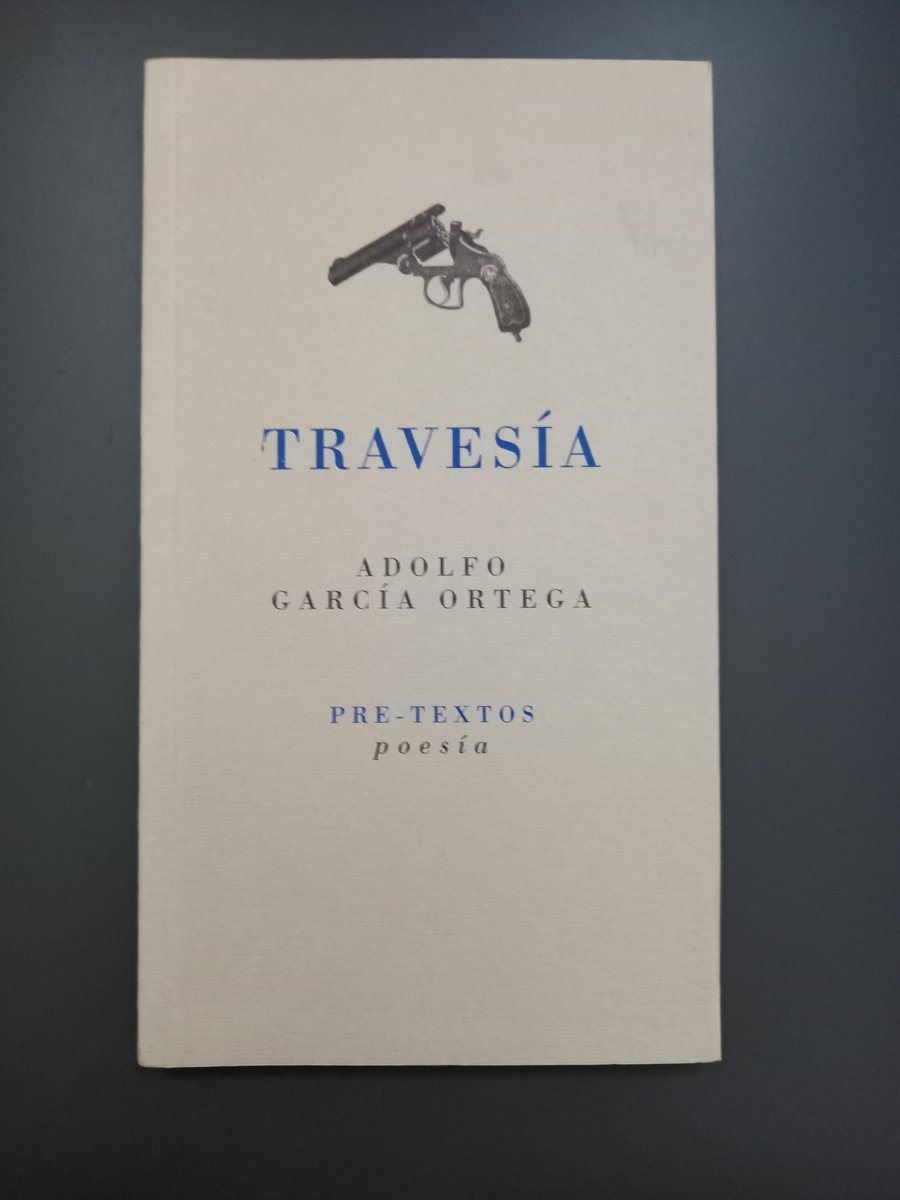 TRAVESÍA
ADOLFO
GARCÍA ORTEGA
PRE-TEXTOS
poesía